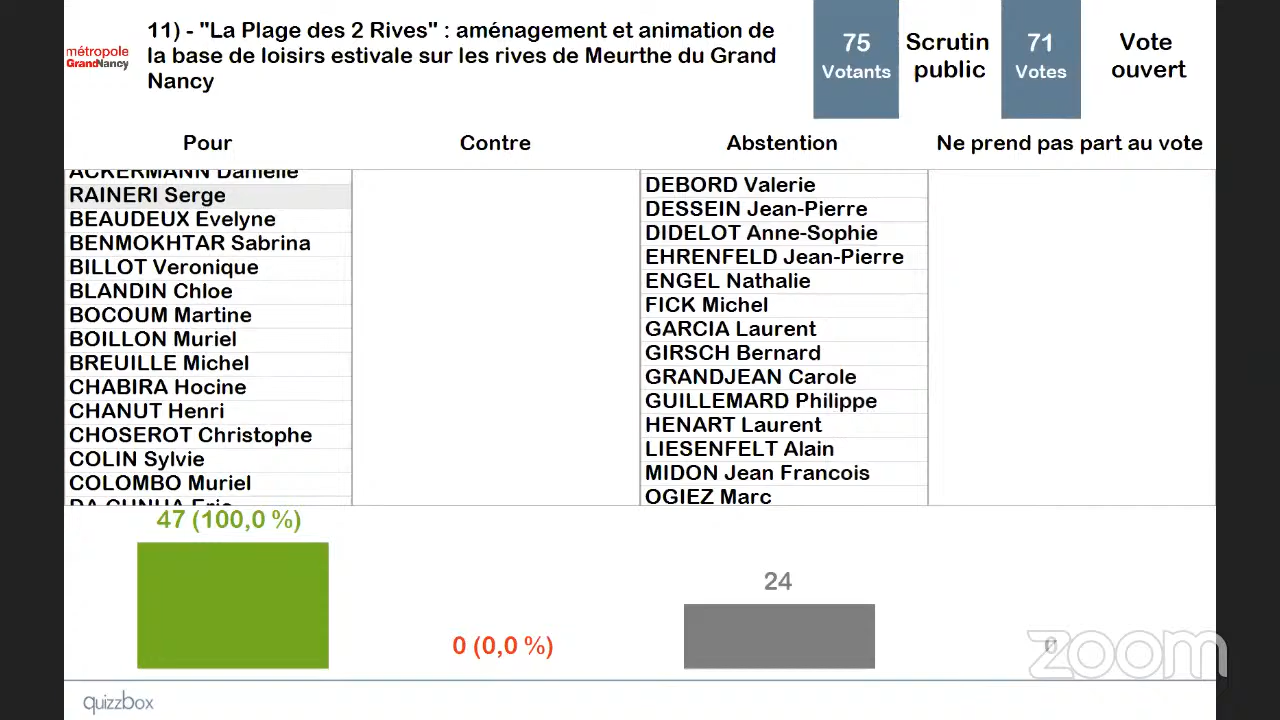 11) - "La Plage des 2 Rives" : aménagement et animation de
la base de loisirs estivale sur les rives de Meurthe du Grand
Nancy
métropole
GrandNancy
75
Votants
Scrutin
public
71
Votes
Vote
ouvert
Pour
Contre
Abstention
Ne prend pas part au vote
ACKERMANN Danielle
RAINERI Serge
BEAUDEUX Evelyne
BENMOKHTAR Sabrina
BILLOT Veronique
BLANDIN Chloe
BOCOUM Martine
BOILLON Muriel
BREUILLE Michel
CHABIRA Hocine
CHANUT Henri
CHOSEROT Christophe
COLIN Sylvie
COLOMBO Muriel
DA CUNHA Eric
DEBORD Valerie
DESSEIN Jean-Pierre
DIDELOT Anne-Sophie
EHRENFELD Jean-Pierre
ENGEL Nathalie
FICK Michel
GARCIA Laurent
GIRSCH Bernard
GRANDJEAN Carole
GUILLEMARD Philippe
HENART Laurent
LIESENFELT Alain
MIDON Jean Francois
OGIEZ Marc
47 (100,0 %)
0 (0,0 %)
24
0
zoom
quizzbox